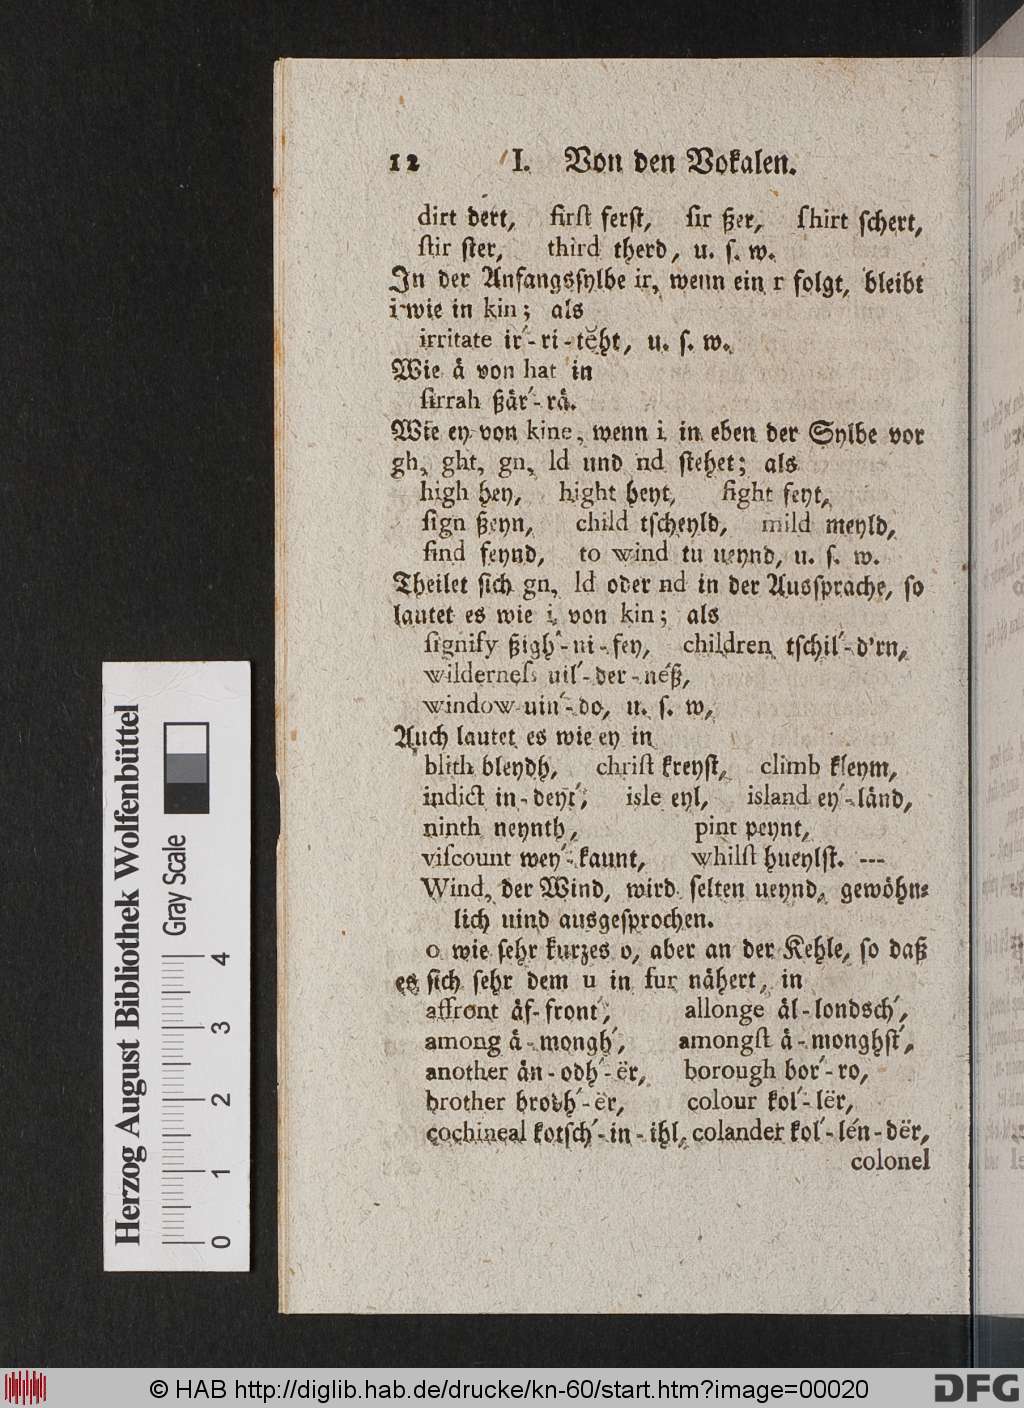 12 I. Von den Vokalen.
dirt dert, firſt ferſt, ſir ßer, ſhirt ſchert,
ſtir ſter, third therd, u. ſ. w.
In der Anfangsſylbe ir, wenn ein r folgt, bleibt
i wie in kin; als
irritate ir´-ri-tĕht, u. ſ. w.
Wie å von hat in
ſirrah ßår´-rå.
Wie ey von kine, wenn i in eben der Sylbe vor
gh, ght, gn, ld und nd ſtehet; als
high hey, hight heyt, fight feyt,
ſign ßeyn, child tſcheyld, mild meyld,
find feynd, to wind tu ueynd, u. ſ. w.
Theilet ſich gn, ld oder nd in der Ausſprache, ſo
lautet es wie i von kin; als
ſignify ßigh´-ni-fey, children tſchil´-d'rn,
wilderneſs uil´-der-néß,
window uin´-do, u. ſ. w,
Auch lautet es wie ey in
blith bleydh, chriſt kreyſt, climb kleym,
indict in-deyt´, isle eyl, island ey´-lånd,
ninth neynth, pint peynt,
viſcount wey´-kaunt, whilſt hueylſt. ---
Wind, der Wind, wird ſelten ueynd, gewöhn⸗
lich uind ausgeſprochen.
o wie ſehr kurzes o, aber an der Kehle, ſo daß
es ſich ſehr dem u in fur nähert, in
affront åf-front´, allonge ål-londsch´,
among å-mongh´, amongſt å-monghſt´,
another ån-odh´-ër, borough bor´-ro,
brother brodh´-ër, colour kol´-lër,
cochineal kotſch´-in-ihl, colander kol´-lén-dër,
colonel
Herzog August Bibliothek Wolfenbüttel
Gray Scale
0 1 2 3 4
© HAB http://diglib.hab.de/drucke/kn-60/start.htm?image=00020
DFG